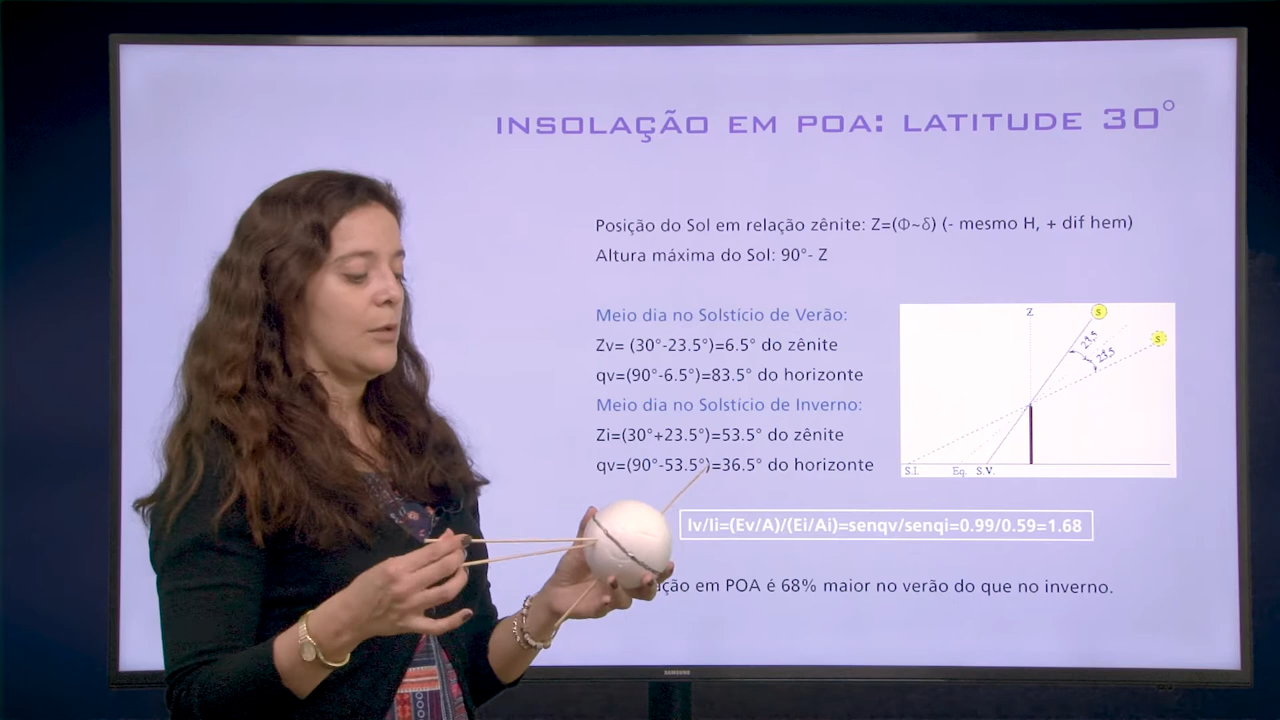 INSOLAÇÃO EM POA: LATITUDE 30°
Posição do Sol em relação zênite: Z=(Φ~δ) (- mesmo H, + dif hem)
Altura máxima do Sol: 90°- Z
Meio dia no Solstício de Verão:
Zv= (30°-23.5°)=6.5° do zênite
qv=(90°-6.5°)=83.5° do horizonte
Meio dia no Solstício de Inverno:
Zi=(30°+23.5°)=53.5° do zênite
qv=(90°-53.5°)=36.5° do horizonte
Z
S
S
23,5
23,5
S.I.
Eq.
S.V.
Iv/Ii=(Ev/A)/(Ei/Ai)=senqv/senqi=0.99/0.59=1.68
ação em POA é 68% maior no verão do que no inverno.
SAMSUNG